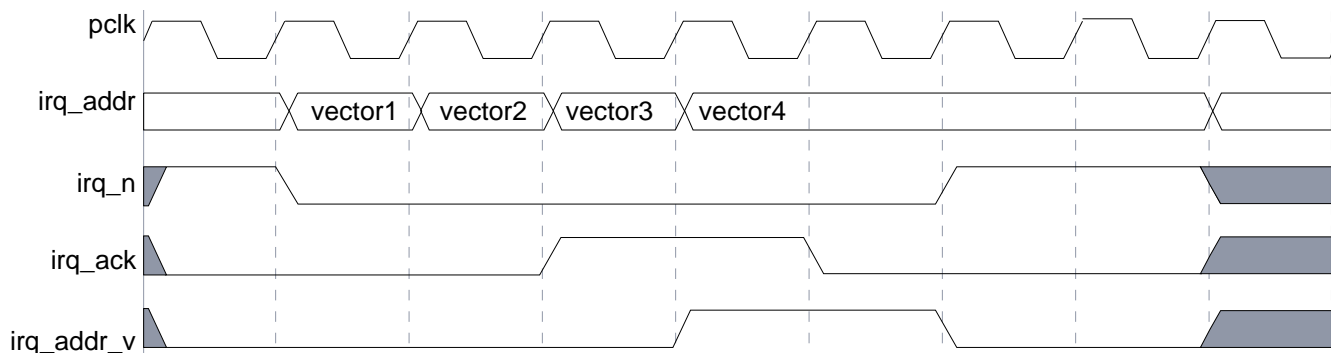 pclk
irq_addr
vector1 vector2 vector3 vector4
irq_n
irq_ack
irq_addr_v